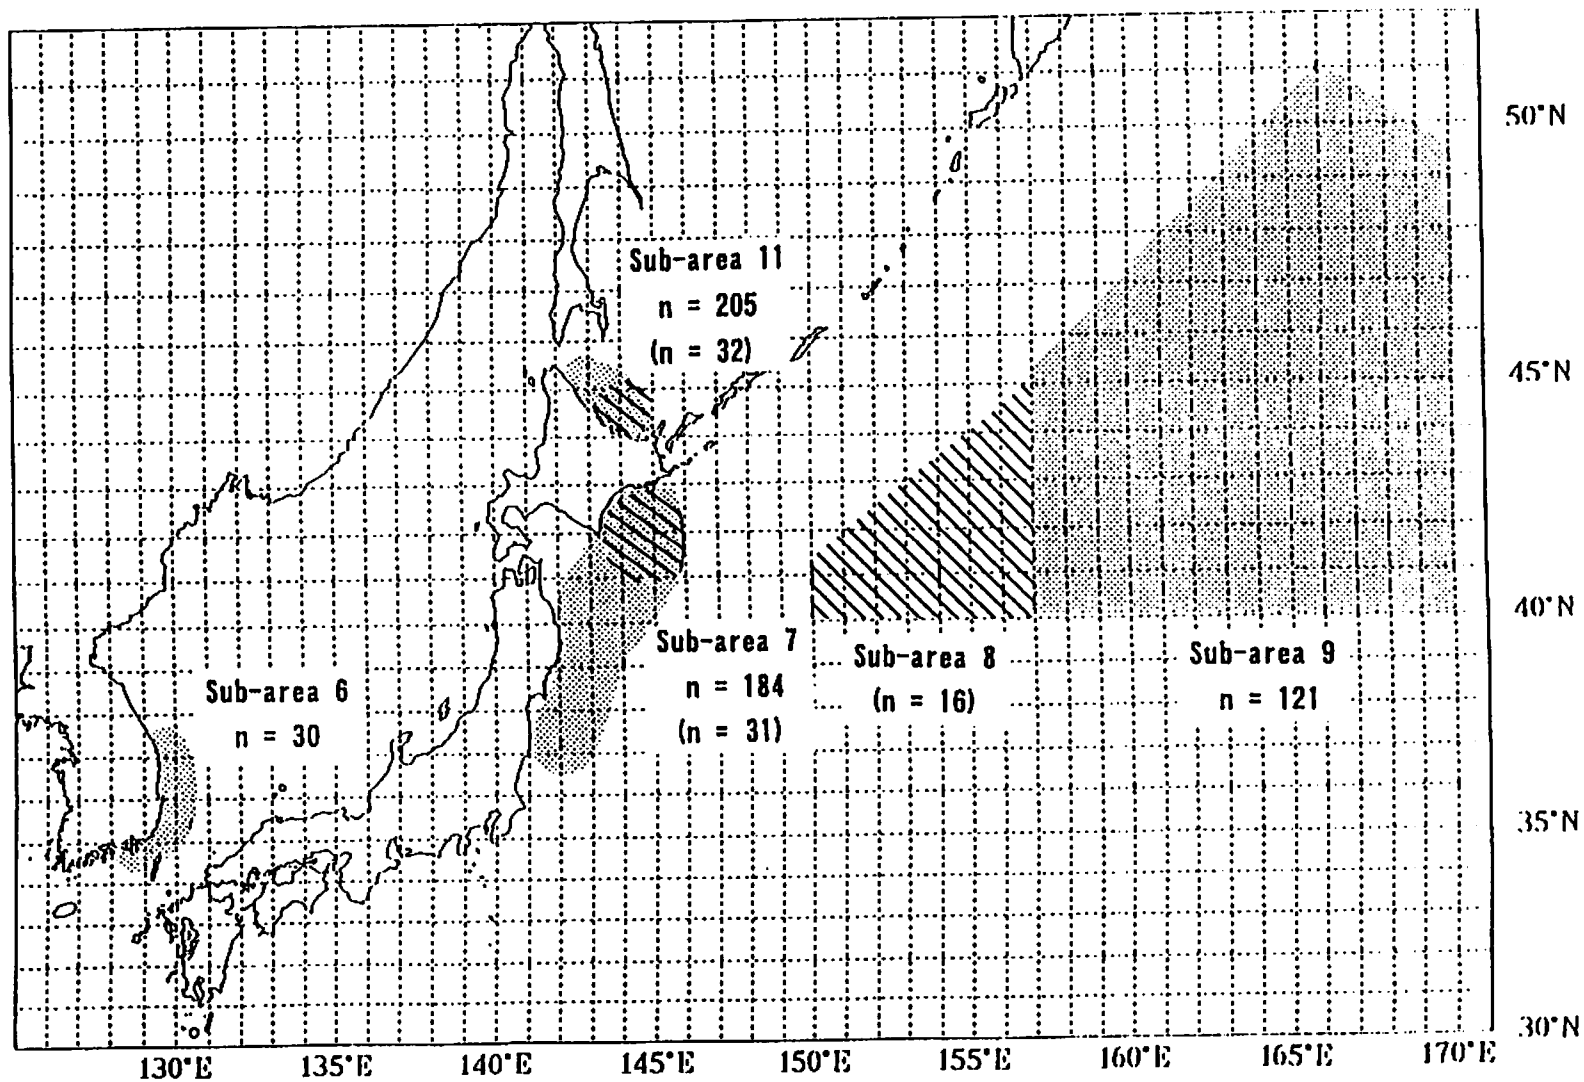 50°N
Sub-area 11
n = 205
(n = 32)
45°N
40°N
Sub-area 7
n = 184
(n = 31)
Sub-area 8
(n = 16)
Sub-area 9
n = 121
Sub-area 6
n = 30
35°N
30°N
130°E 135°E 140°E 145°E 150°E 155°E 160°E 165°E 170°E